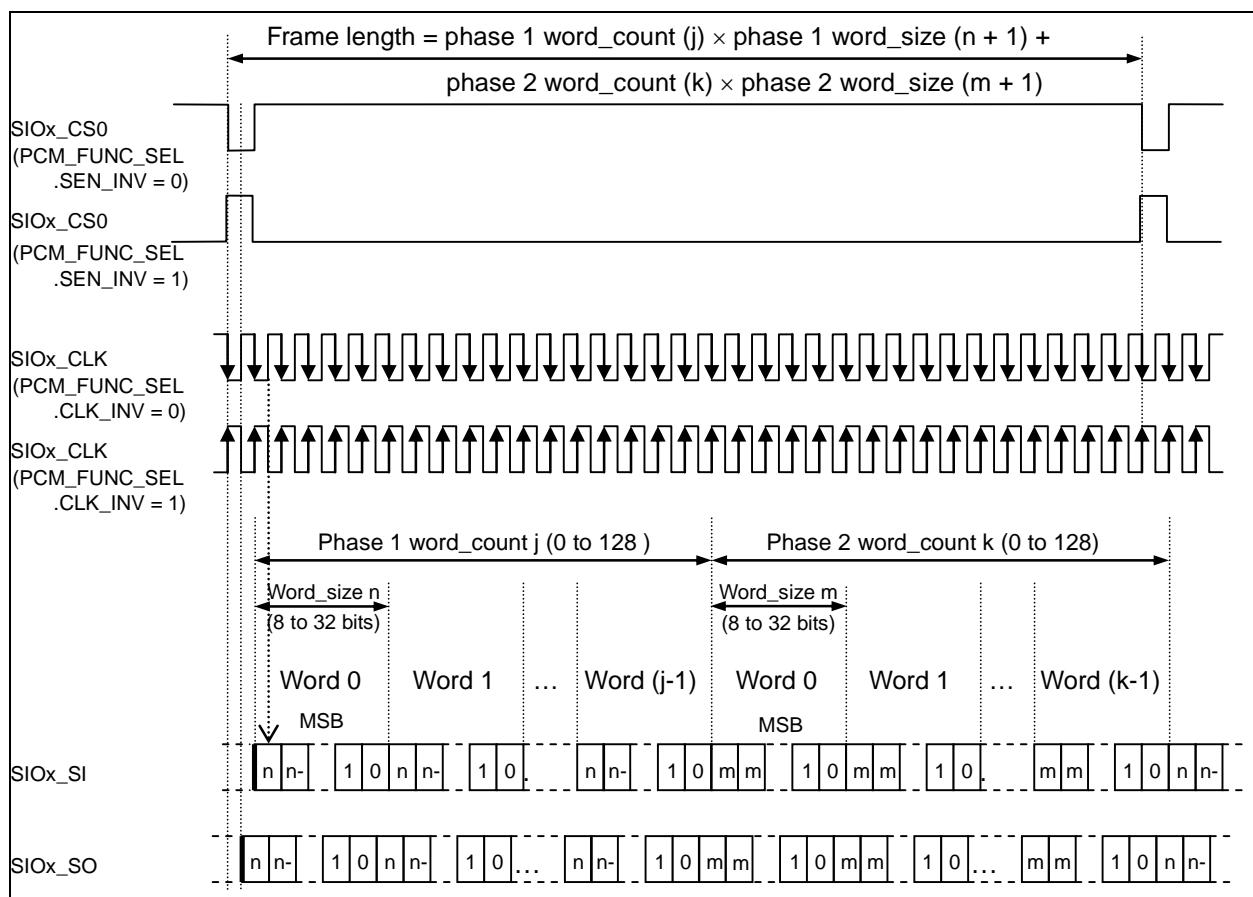 Frame length = phase 1 word_count (j) × phase 1 word_size (n + 1) +
phase 2 word_count (k) × phase 2 word_size (m + 1)
SIOx_CS0
(PCM_FUNC_SEL
.SEN_INV = 0)
SIOx_CS0
(PCM_FUNC_SEL
.SEN_INV = 1)
SIOx_CLK
(PCM_FUNC_SEL
.CLK_INV = 0)
SIOx_CLK
(PCM_FUNC_SEL
.CLK_INV = 1)
Phase 1 word_count j (0 to 128 ) Phase 2 word_count k (0 to 128)
Word_size n Word_size m
(8 to 32 bits) (8 to 32 bits)
Word 0 Word 1 … Word (j-1) Word 0 Word 1 … Word (k-1)
MSB MSB
SIOx_SI n n- 1 0 n n- 1 0 . n n- 1 0 m m 1 0 m m 1 0 . m m 1 0 n n-
SIOx_SO n n- 1 0 n n- 1 0 … n n- 1 0 m m 1 0 m m 1 0 … m m 1 0 n n-